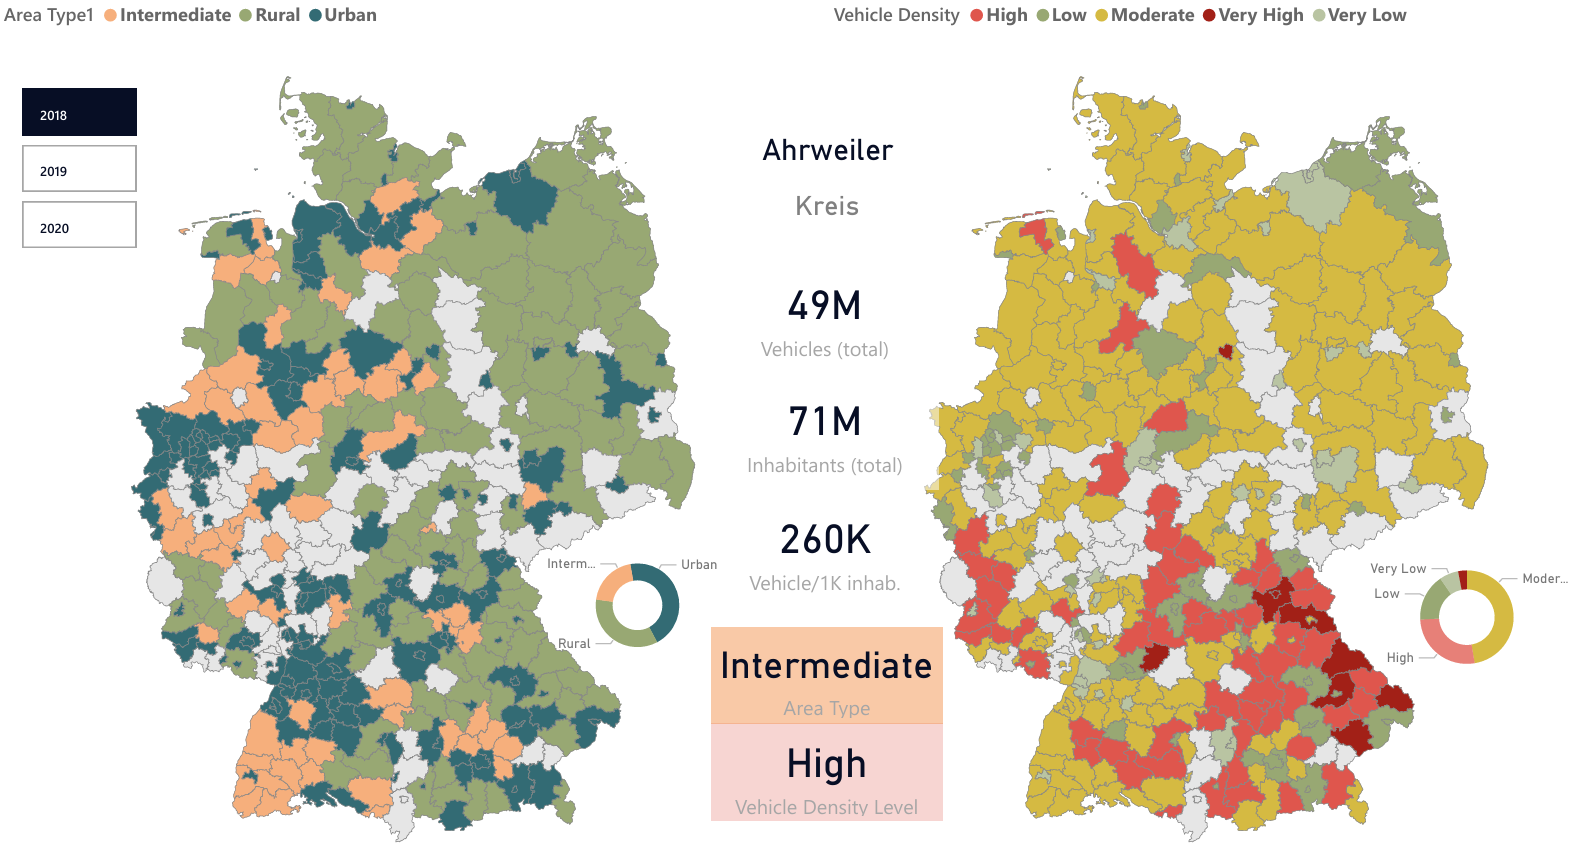 Area Type1 Intermediate Rural Urban
Vehicle Density High Low Moderate Very High Very Low
2018
2019
2020
Ahrweiler
Kreis
49M
Vehicles (total)
71M
Inhabitants (total)
260K
Vehicle/1K inhab.
Intermediate
Area Type
High
Vehicle Density Level
Interm...
Urban
Rural
Very Low
Low
Moder...
High